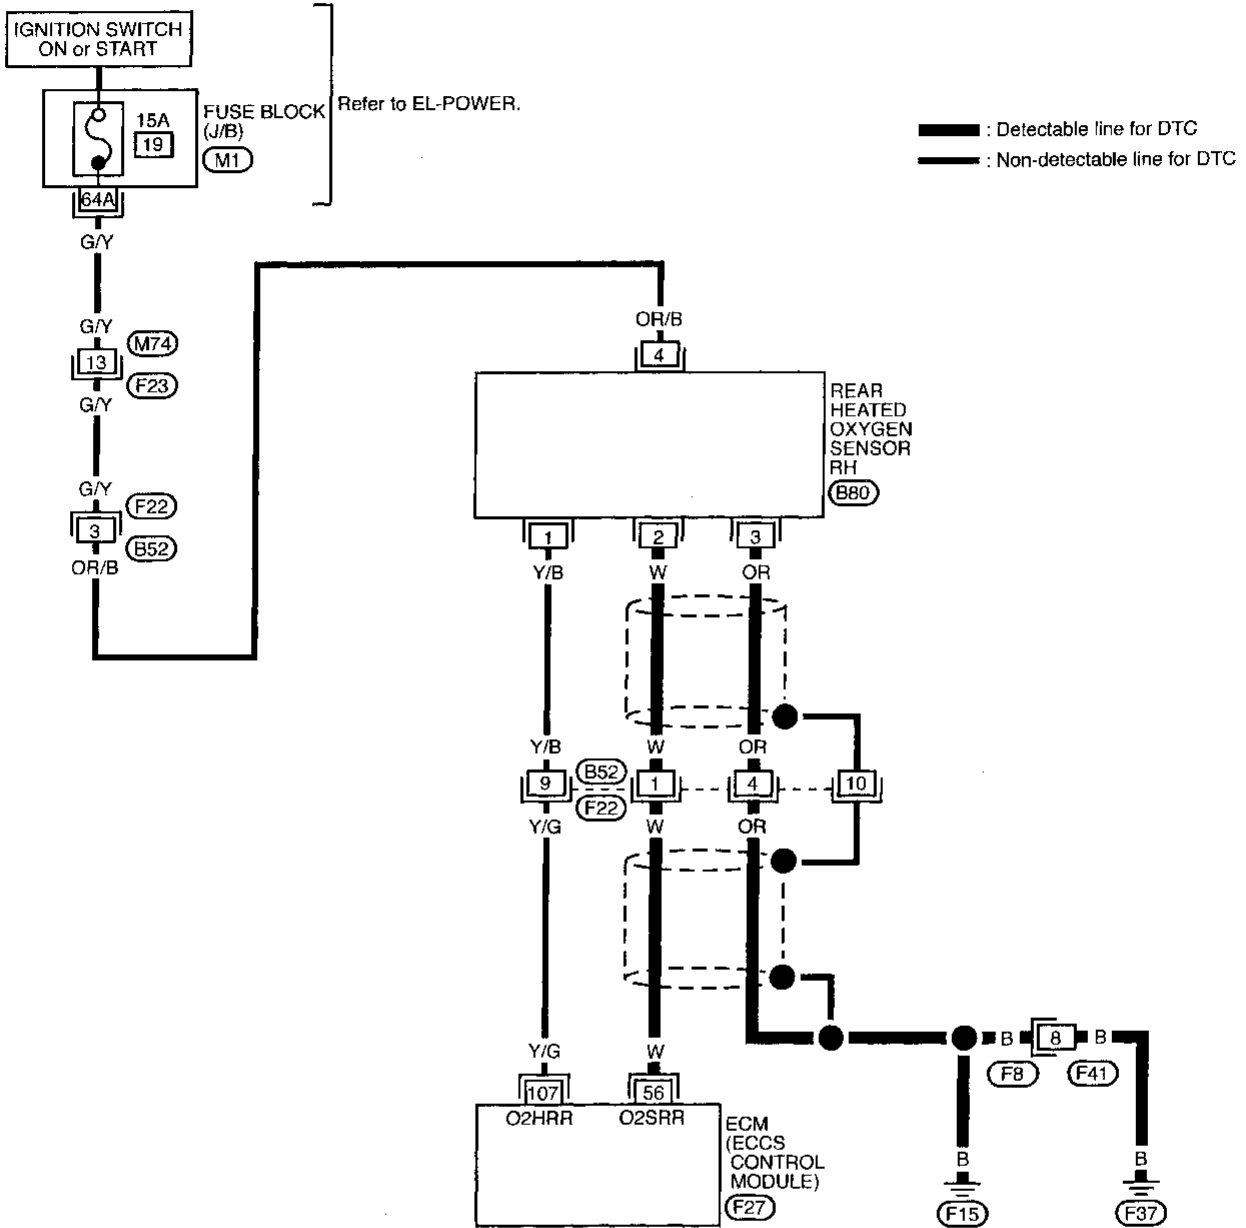 IGNITION SWITCH
ON or START
Refer to EL-POWER.
15A
19
FUSE BLOCK
(J/B)
M1
64A
: Detectable line for DTC
: Non-detectable line for DTC
G/Y
G/Y
M74
13
F23
G/Y
G/Y
F22
3
B52
OR/B
OR/B
4
REAR
HEATED
OXYGEN
SENSOR
RH
B80
1
2
3
Y/B
W
OR
Y/B
W
OR
9
B52
F22
1
4
10
Y/G
W
OR
Y/G
W
107
56
O2HRR
O2SRR
ECM
(ECCS
CONTROL
MODULE)
F27
B
8
B
F8
F41
B
B
F15
F37